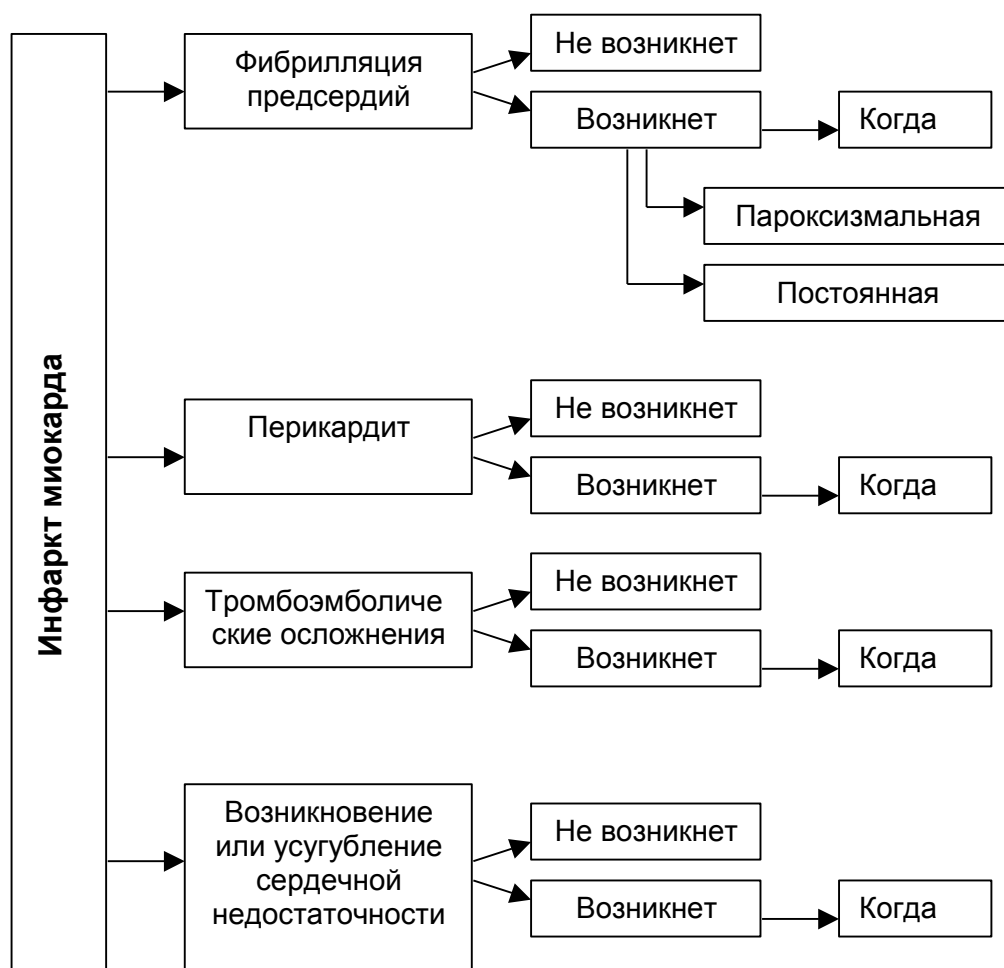 Инфаркт миокарда
Фибрилляция
предсердий
Не возникнет
Возникнет
Когда
Пароксизмальная
Постоянная
Перикардит
Не возникнет
Возникнет
Когда
Тромбоэмболиче
ские осложнения
Не возникнет
Возникнет
Когда
Возникновение
или усугубление
сердечной
недостаточности
Не возникнет
Возникнет
Когда